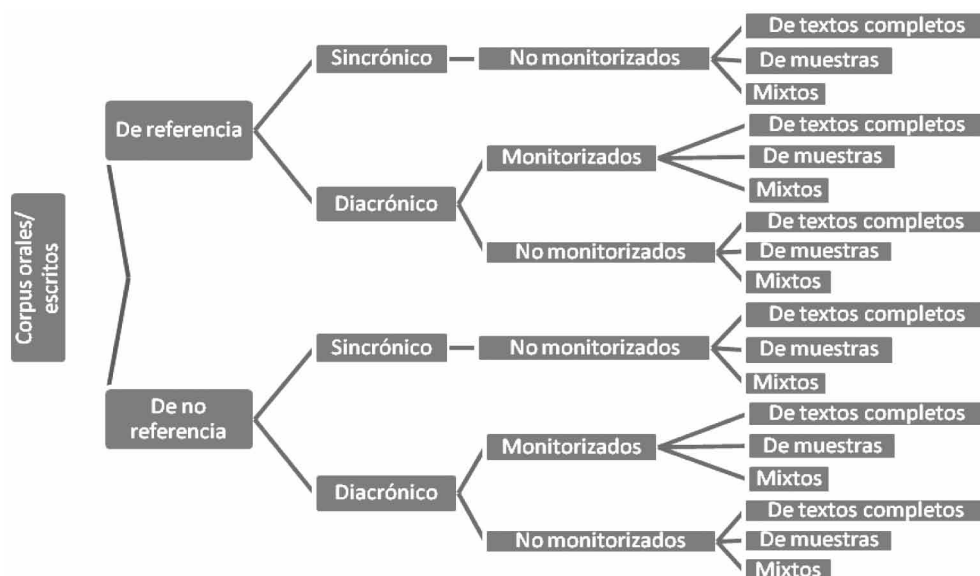 Corpus orales/
escritos
De referencia
Sincrónico
No monitorizados
De textos completos
De muestras
Mixtos
Diacrónico
Monitorizados
De textos completos
De muestras
Mixtos
No monitorizados
De textos completos
De muestras
Mixtos
De no
referencia
Sincrónico
No monitorizados
De textos completos
De muestras
Mixtos
Diacrónico
Monitorizados
De textos completos
De muestras
Mixtos
No monitorizados
De textos completos
De muestras
Mixtos